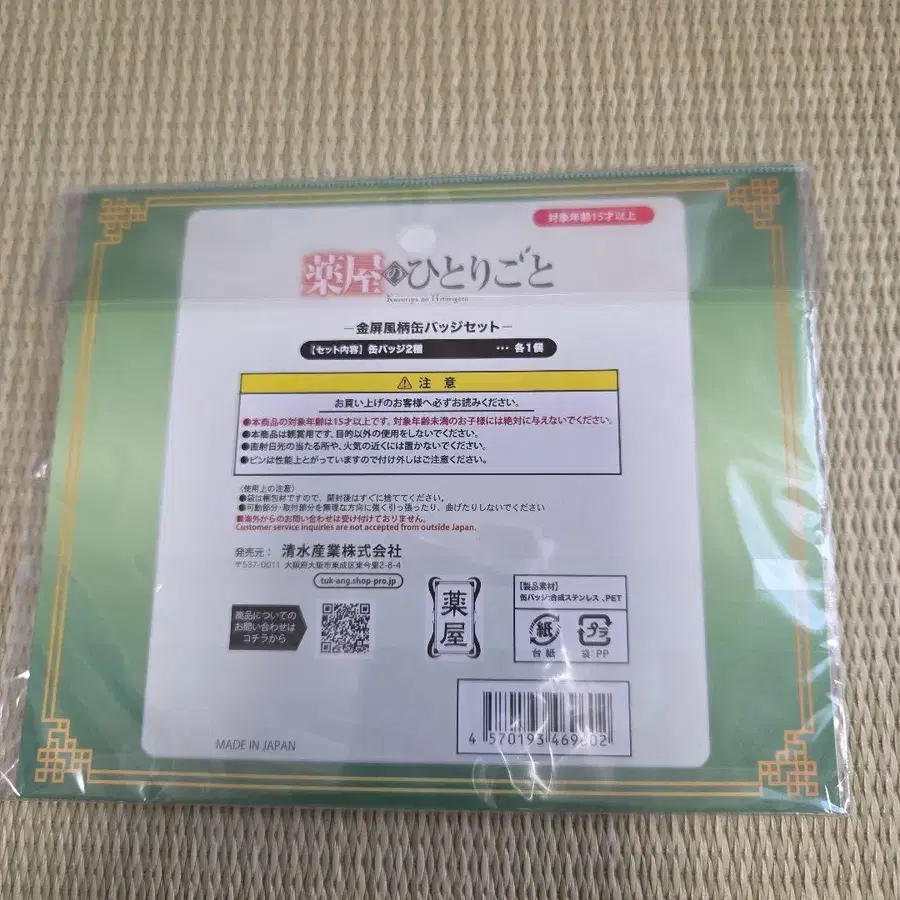 対象年齢15才以上
薬屋のひとりごと
Kusuriya no Hitorigoto
―金屏風柄缶バッジセット―
【セット内容】缶バッジ2種 … 各1個
⚠ 注 意
お買い上げのお客様へ必ずお読みください。
●本商品の対象年齢は15才以上です。対象年齢未満のお子様には絶対に与えないでください。
●本商品は観賞用です。目的以外の使用をしないでください。
●直射日光の当たる所や、火気の近くには置かないでください。
●ピンは性能上とがっていますので付け外しはご注意ください。
〈使用上の注意〉
●袋は梱包材ですので、開封後はすぐに捨ててください。
●可動部分・取付部分を無理な方向に強く引っ張ったり、曲げたりしないでください
■海外からのお問い合わせは受け付けておりません。
Customer service inquiries are not accepted from outside Japan.
発売元： 清水産業株式会社
〒537-0011 大阪府大阪市東成区東今里2-8-4
tuk-ang.shop-pro.jp
商品についての
お問い合わせは
コチラから
薬屋
【製品素材】
缶バッジ:合成ステンレス、PET
紙
台紙
プラ
袋:PP
4 570193 469602
MADE IN JAPAN